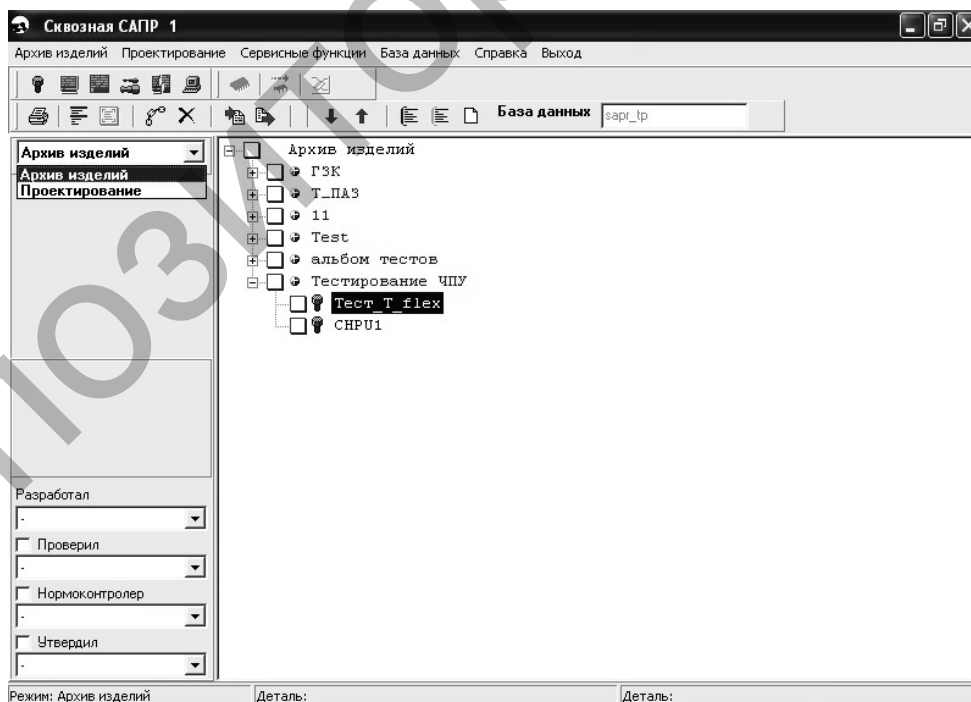 Сквозная САПР 1
Архив изделий Проектирование Сервисные функции База данных Справка Выход
База данных sapr_tp
Архив изделий
Архив изделий
Проектирование
Архив изделий
ГЗК
Т_ПАЗ
11
Test
альбом тестов
Тестирование ЧПУ
Тест_T_flex
CHPU1
Разработал
-
Проверил
-
Нормоконтролер
-
Утвердил
-
Режим: Архив изделий Деталь: Деталь: